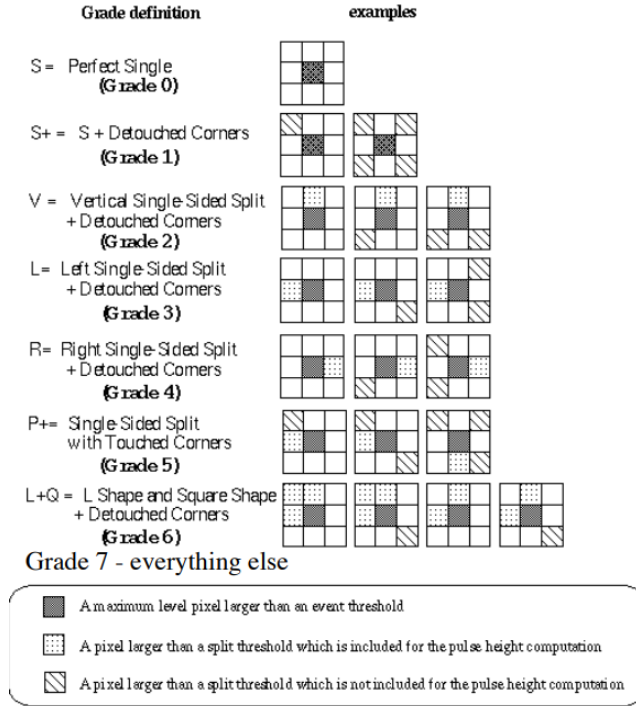 Grade definition examples
S= Perfect Single
(Grade 0)
S+= S + Detouched Corners
(Grade 1)
V = Vertical Single-Sided Split
+ Detouched Corners
(Grade 2)
L= Left Single-Sided Split
+ Detouched Corners
(Grade 3)
R= Right Single-Sided Split
+ Detouched Corners
(Grade 4)
P+= Single-Sided Split
with Touched Corners
(Grade 5)
L+Q = L Shape and Square Shape
+ Detouched Corners
(Grade 6)
Grade 7 - everything else
A maximum level pixel larger than an event threshold
A pixel larger than a split threshold which is included for the pulse height computation
A pixel larger than a split threshold which is not included for the pulse height computation